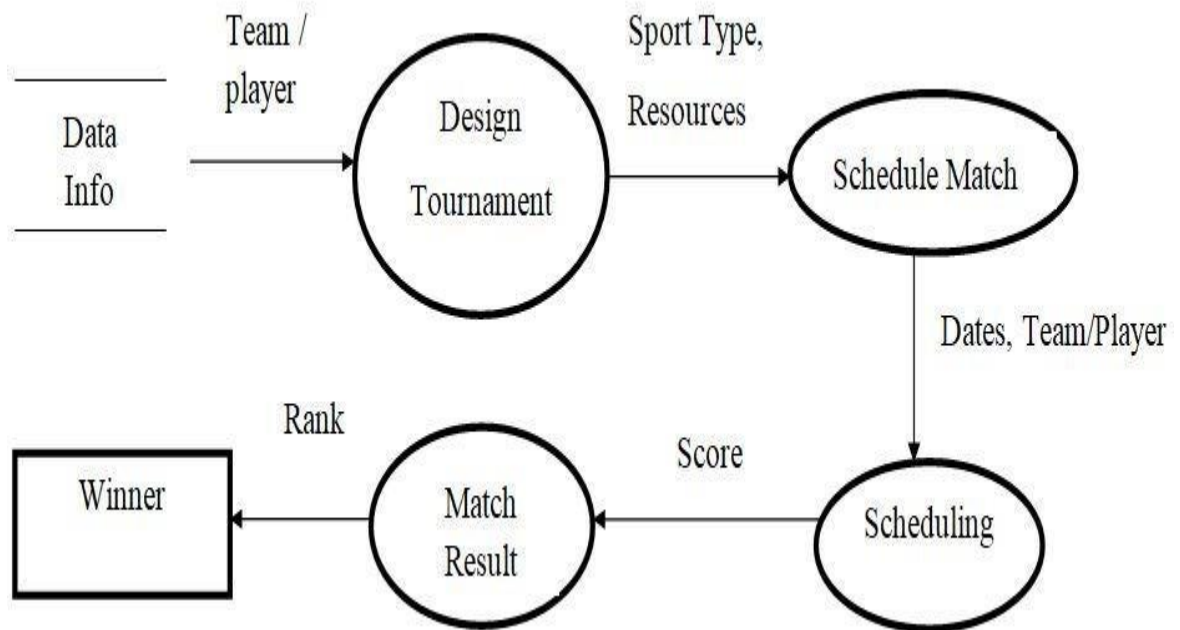 Team /
player
Sport Type,
Resources
Data
Info
Design
Tournament
Schedule Match
Dates, Team/Player
Rank
Score
Winner
Match
Result
Scheduling